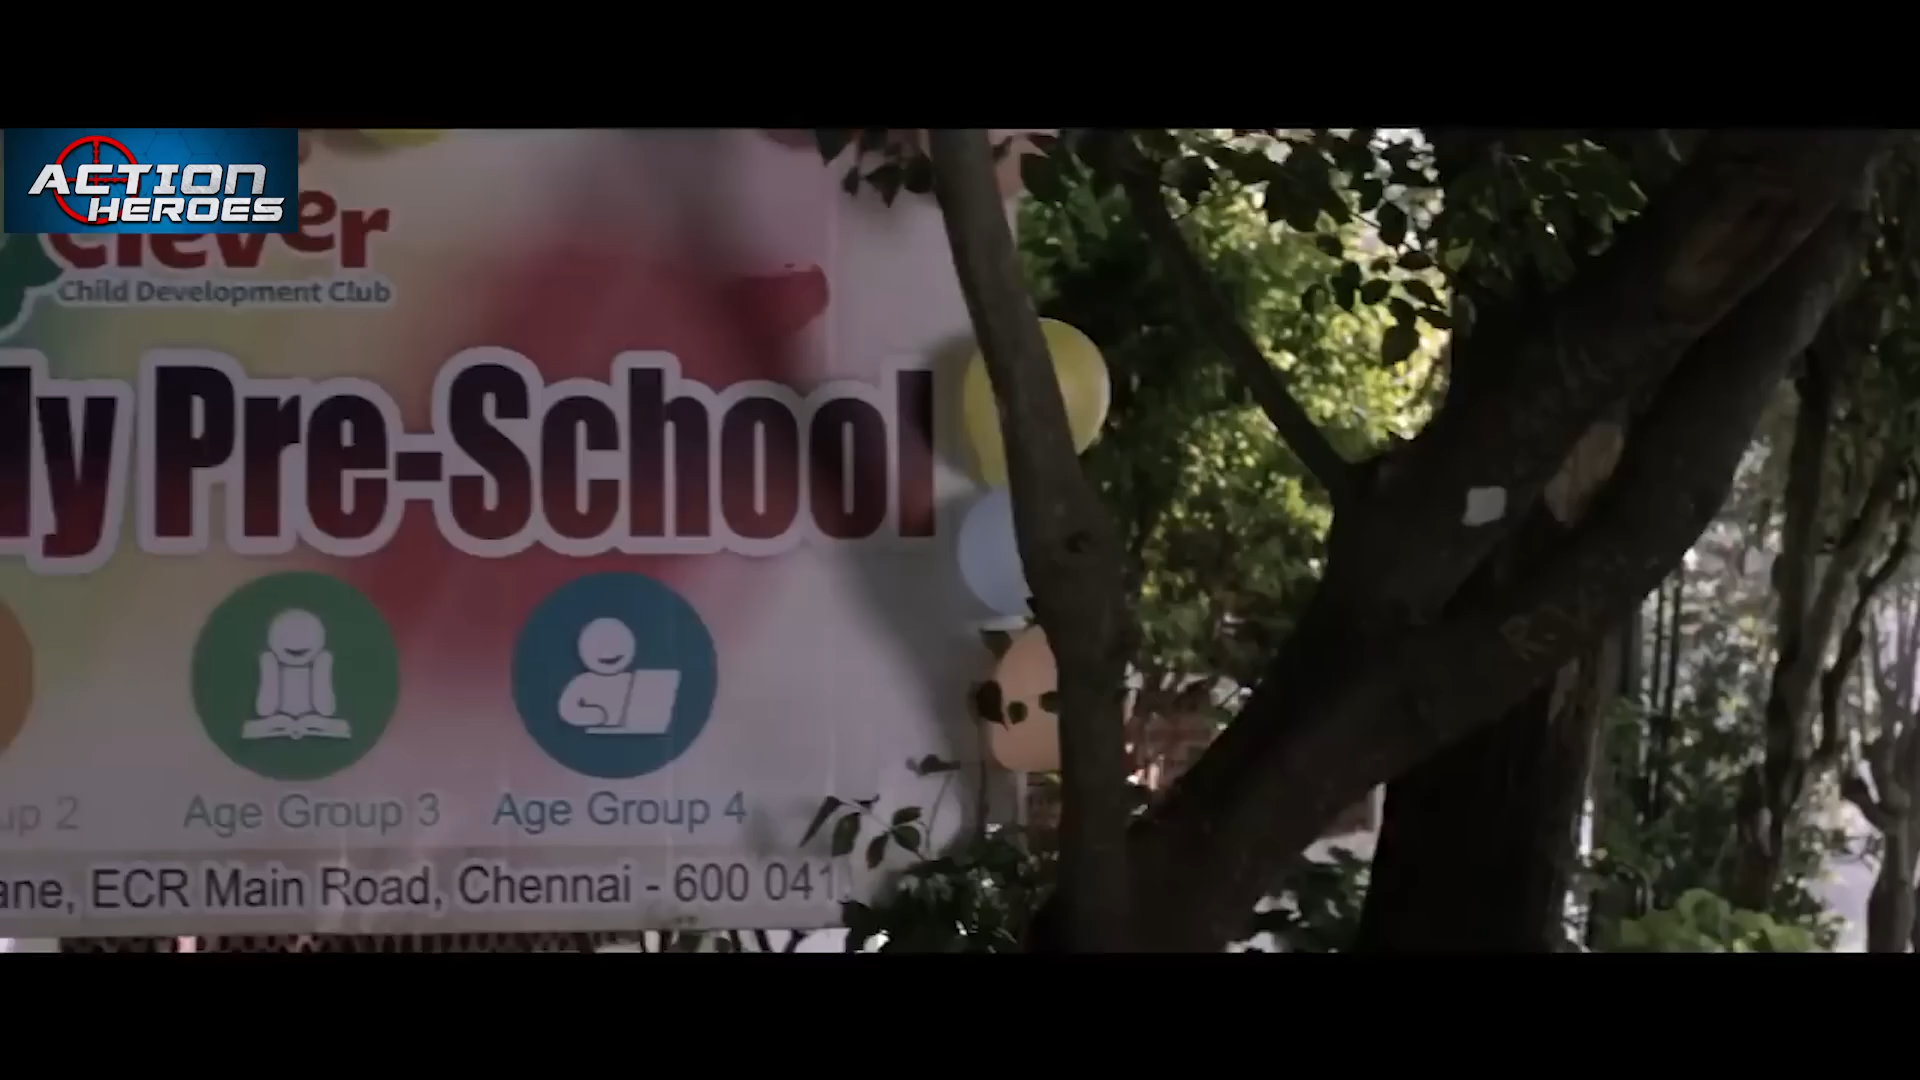 ACTION
HEROES
Clever
Child Development Club
ly Pre-School
up 2
Age Group 3
Age Group 4
ane, ECR Main Road, Chennai - 600 041.